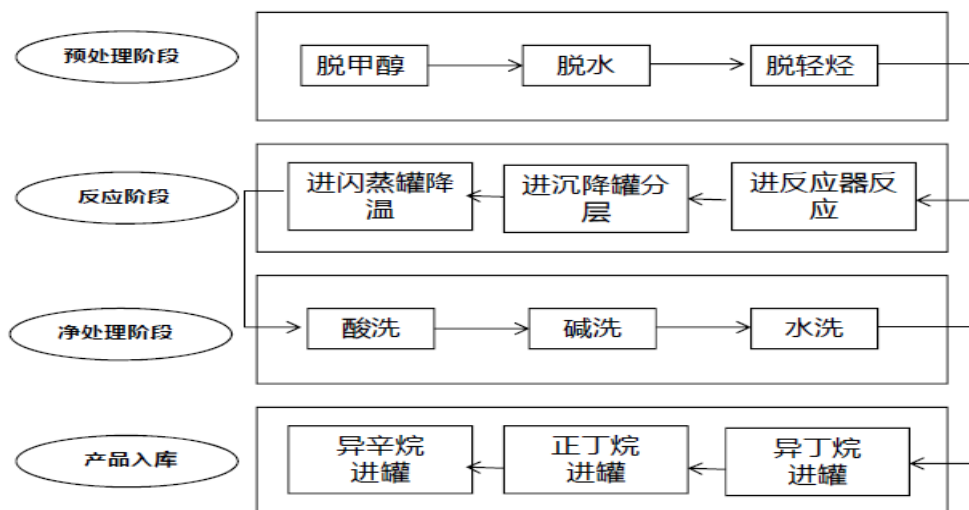 预处理阶段
脱甲醇
脱水
脱轻烃
反应阶段
进闪蒸罐降
温
进沉降罐分
层
进反应器反
应
净处理阶段
酸洗
碱洗
水洗
产品入库
异辛烷
进罐
正丁烷
进罐
异丁烷
进罐